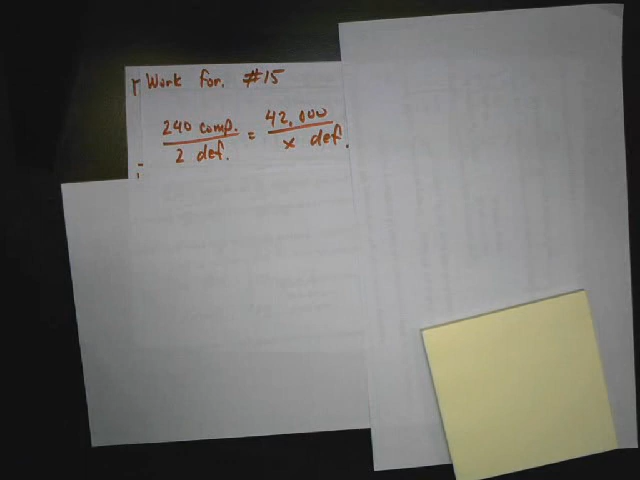 Work for. #15
240 comp. = 42,000
2 def. x def.